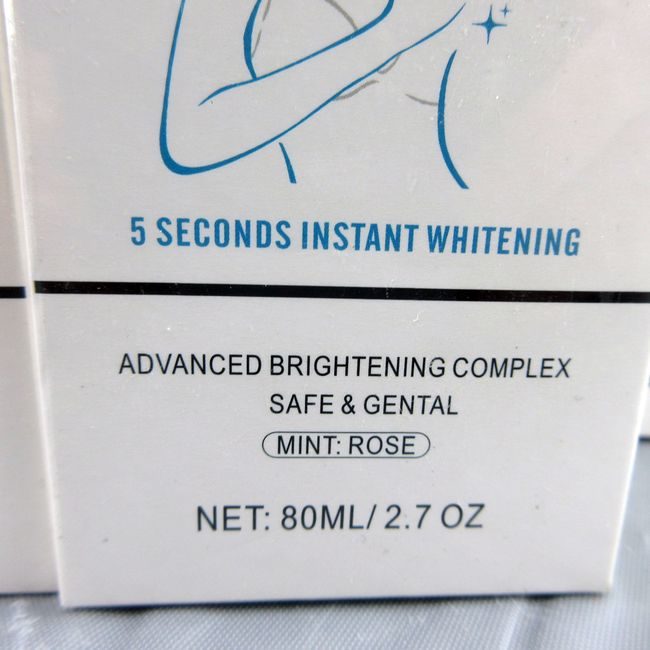 5 SECONDS INSTANT WHITENING
ADVANCED BRIGHTENING COMPLEX
SAFE & GENTAL
MINT: ROSE
NET: 80ML/ 2.7 OZ